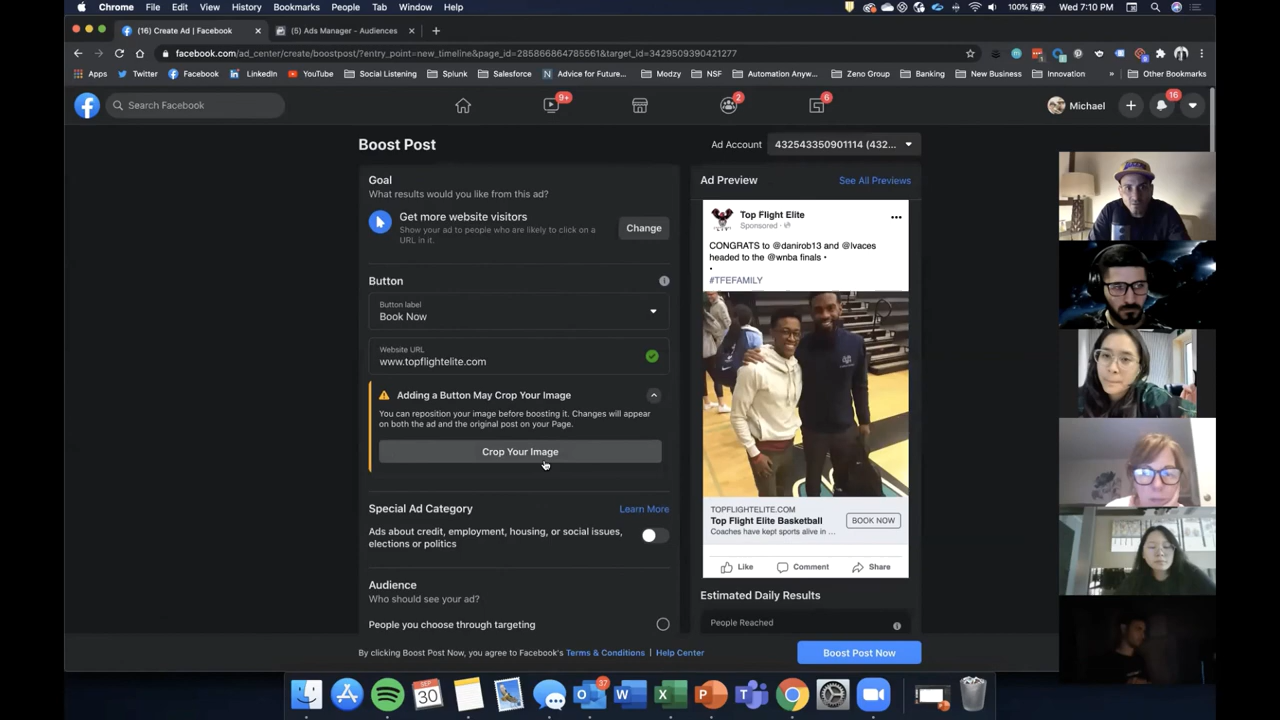 Chrome File Edit View History Bookmarks People Tab Window Help 100% Wed 7:10 PM
(16) Create Ad | Facebook (5) Ads Manager - Audiences
facebook.com/ad_center/create/boostpost/?entry_point=new_timeline&page_id=285866864785561&target_id=3429509390421277
Apps Twitter Facebook LinkedIn YouTube Social Listening Splunk Salesforce Advice for Future... Modzy NSF Automation Anyw... Zeno Group Banking New Business Innovation Other Bookmarks
Search Facebook 9+ 2 6 Michael 16
Boost Post
Ad Account 432543350901114 (432...
Goal
What results would you like from this ad?
Get more website visitors
Show your ad to people who are likely to click on a
URL in it.
Change
Button
Button label
Book Now
Website URL
www.topflightelite.com
Adding a Button May Crop Your Image
You can reposition your image before boosting it. Changes will appear
on both the ad and the original post on your Page.
Crop Your Image
Special Ad Category Learn More
Ads about credit, employment, housing, or social issues,
elections or politics
Audience
Who should see your ad?
People you choose through targeting
Ad Preview See All Previews
Top Flight Elite
Sponsored ·
CONGRATS to @danirob13 and @lvaces
headed to the @wnba finals •
•
#TFEFAMILY
TOPFLIGHTELITE.COM
Top Flight Elite Basketball
Coaches have kept sports alive in ...
BOOK NOW
Like Comment Share
Estimated Daily Results
People Reached
By clicking Boost Post Now, you agree to Facebook's Terms & Conditions | Help Center
Boost Post Now
SEP
30
37